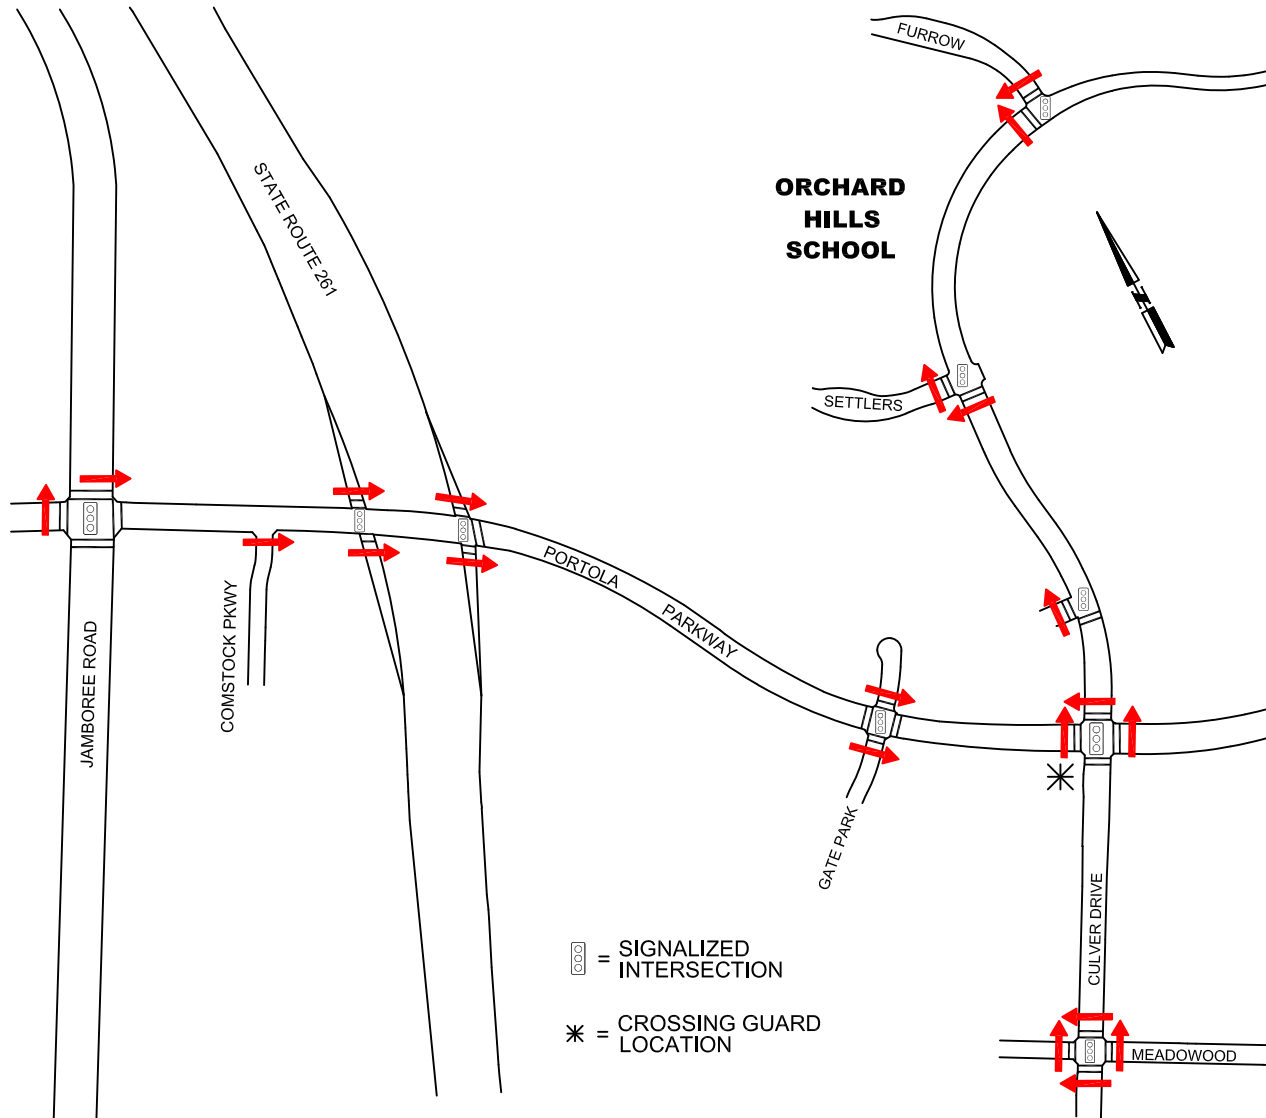 FURROW
ORCHARD
HILLS
SCHOOL
STATE ROUTE 261
SETTLERS
PORTOLA
PARKWAY
COMSTOCK PKWY
JAMBOREE ROAD
GATE PARK
CULVER DRIVE
= SIGNALIZED
INTERSECTION
= CROSSING GUARD
LOCATION
MEADOWOOD
N